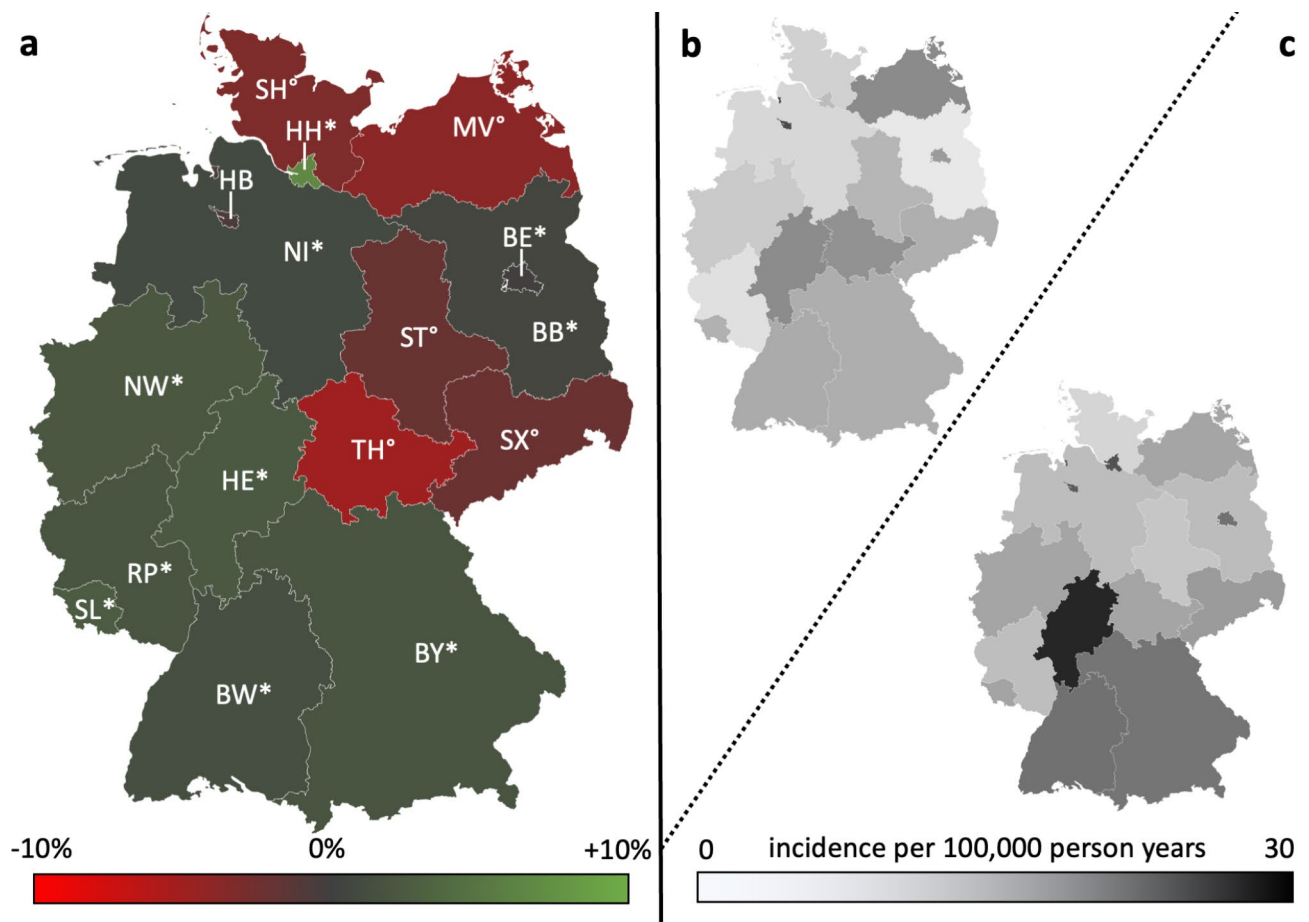 a
b
c
SH°
HH*
MV°
HB
NI*
BE*
BB*
ST°
NW*
SX°
TH°
HE*
RP*
SL*
BY*
BW*
-10% 0% +10%
0 incidence per 100,000 person years 30